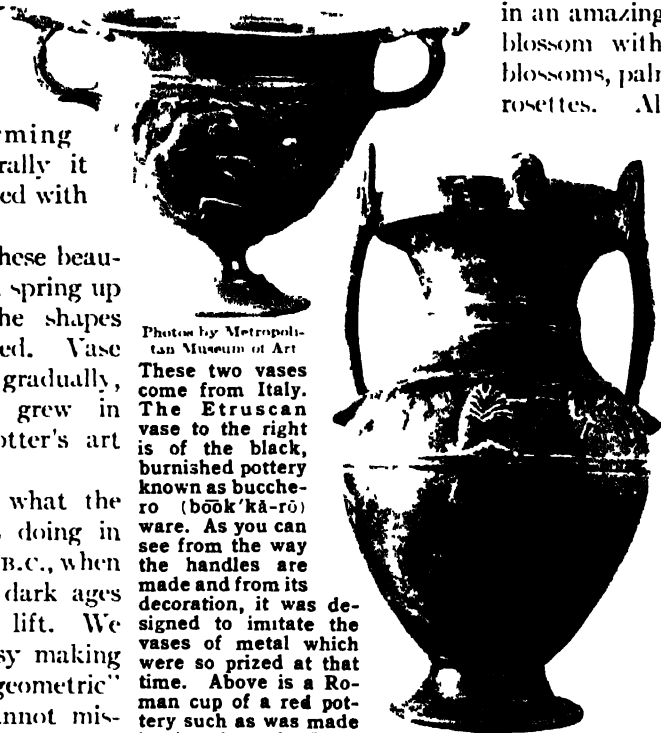 in an amazing
blossom with
blossoms, paln
rosettes. Al
rming
rally it
ed with
hese beau-
spring up
he shapes
ed. Vase
gradually,
grew in
otter's art
what the
doing in
B.C., when
dark ages
lift. We
sy making
geometric"
nnot mis-
Photos by Metropoli-
tan Museum of Art
These two vases
come from Italy.
The Etruscan
vase to the right
is of the black,
burnished pottery
known as bucche-
ro (bo͞ok'kȧ-rō)
ware. As you can
see from the way
the handles are
made and from its
decoration, it was de-
signed to imitate the
vases of metal which
were so prized at that
time. Above is a Ro-
man cup of a red pot-
tery such as was made